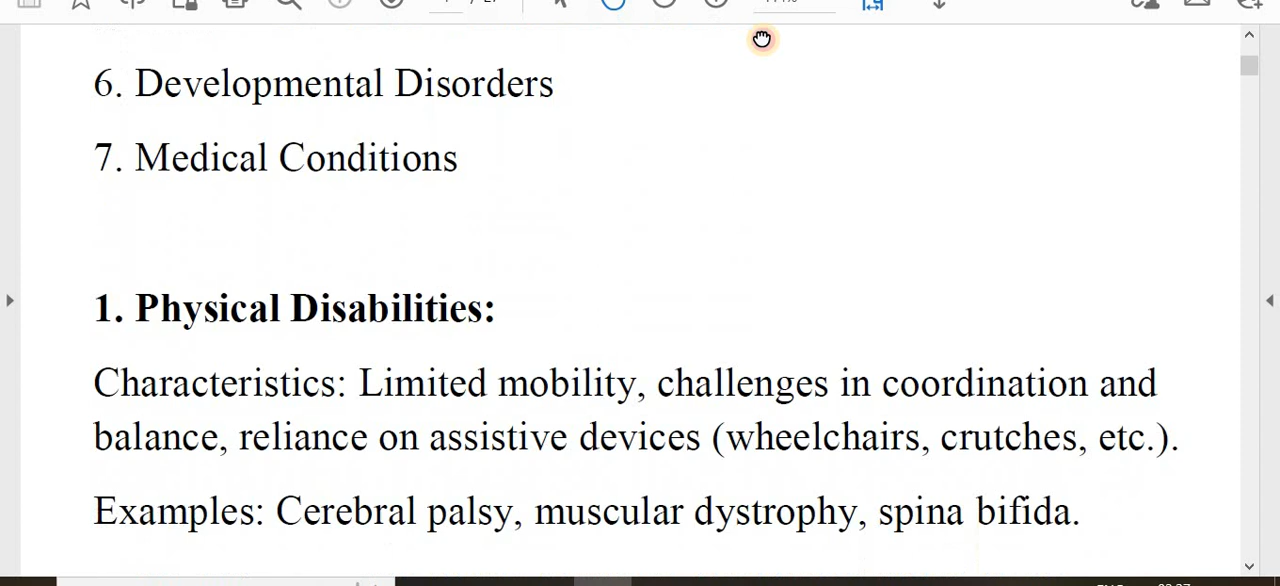 6. Developmental Disorders
7. Medical Conditions
1. Physical Disabilities:
Characteristics: Limited mobility, challenges in coordination and
balance, reliance on assistive devices (wheelchairs, crutches, etc.).
Examples: Cerebral palsy, muscular dystrophy, spina bifida.